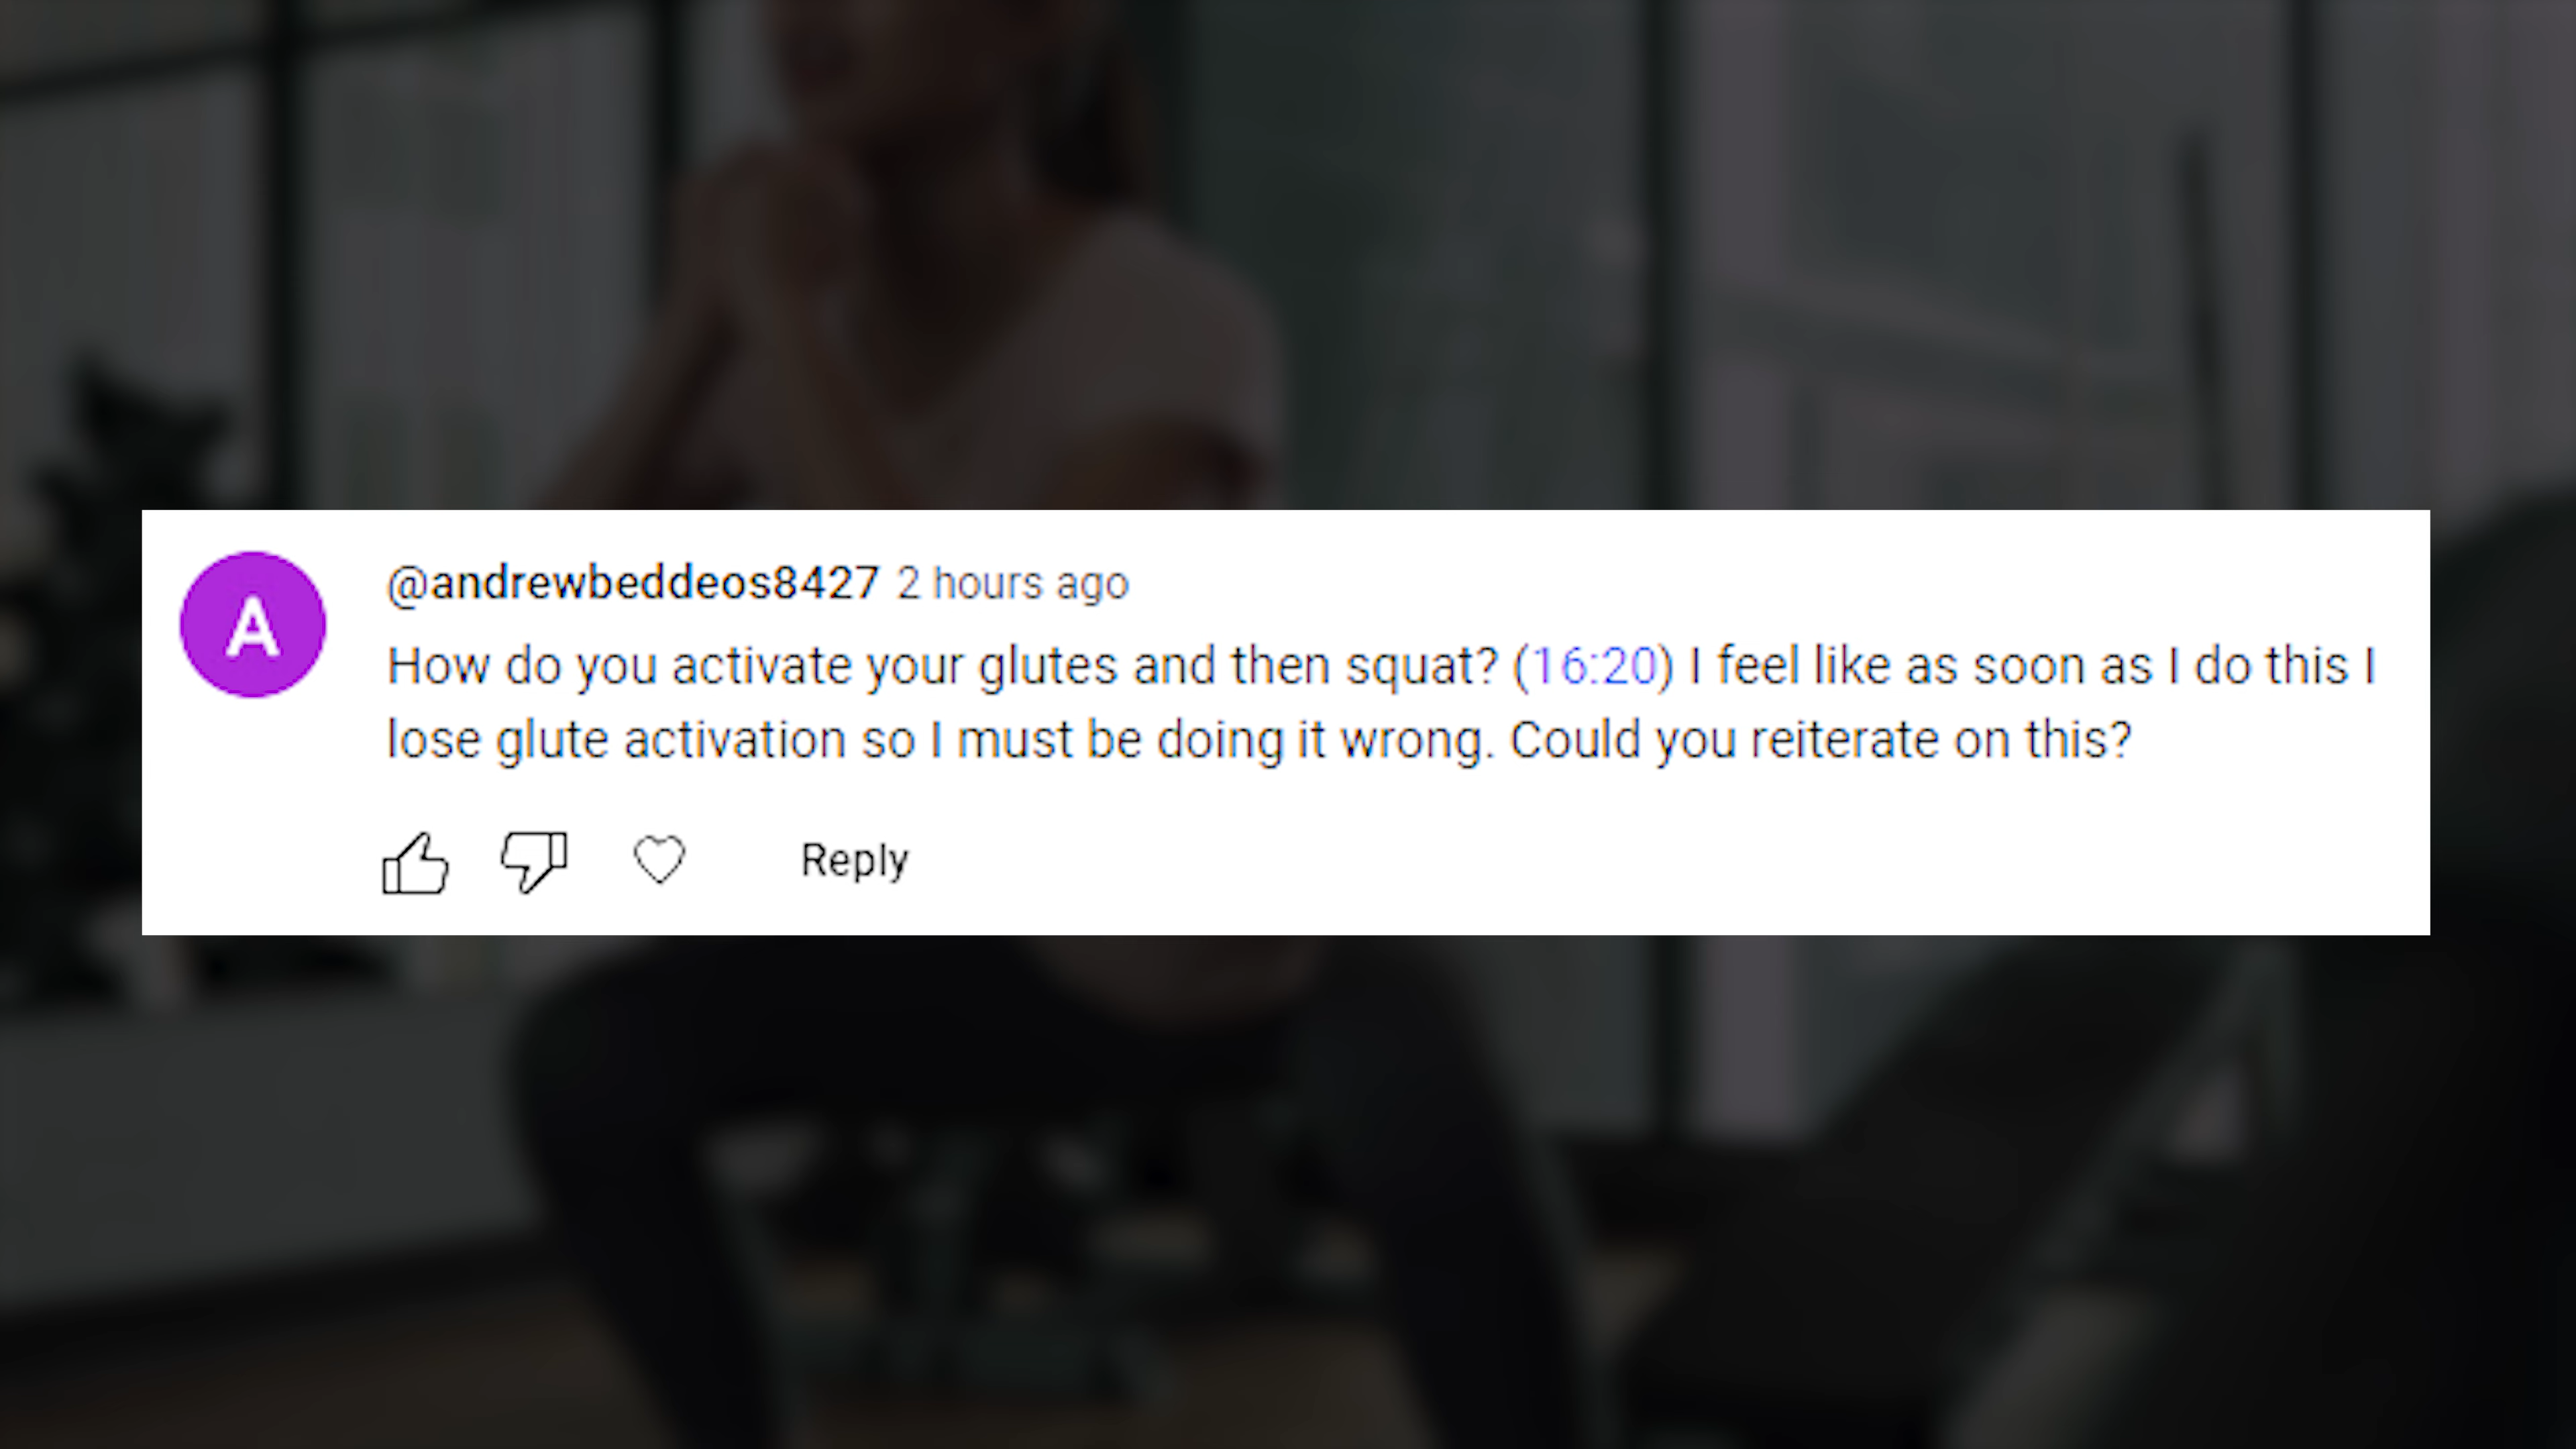 A
@andrewbeddeos8427 2 hours ago
How do you activate your glutes and then squat? (16:20) I feel like as soon as I do this I
lose glute activation so I must be doing it wrong. Could you reiterate on this?
Reply